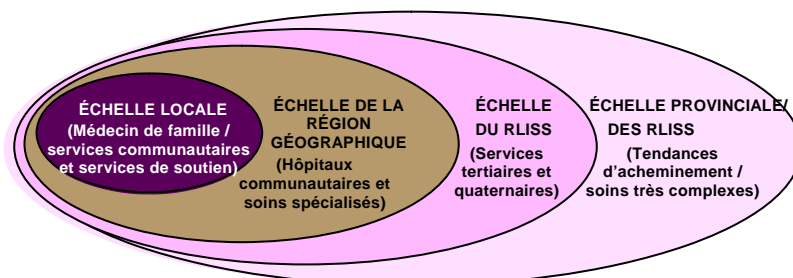 ÉCHELLE LOCALE
(Médecin de famille /
services communautaires
et services de soutien)
ÉCHELLE DE LA
RÉGION
GÉOGRAPHIQUE
(Hôpitaux
communautaires et
soins spécialisés)
ÉCHELLE
DU RLISS
(Services
tertiaires et
quaternaires)
ÉCHELLE PROVINCIALE/
DES RLISS
(Tendances
d'acheminement /
soins très complexes)